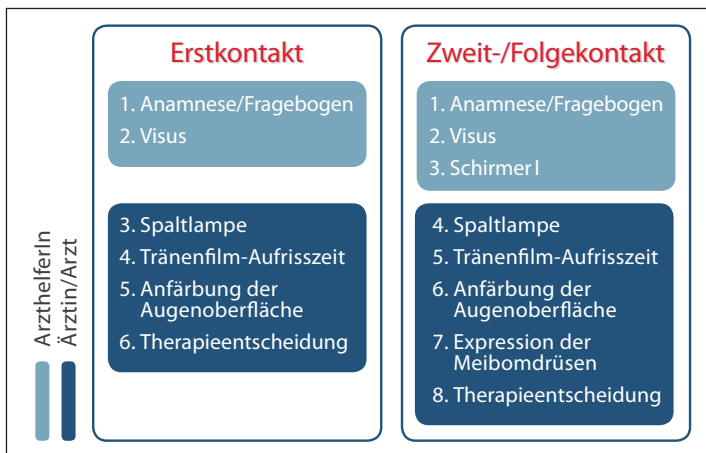 Erstkontakt
1. Anamnese/Fragebogen
2. Visus
3. Spaltlampe
4. Tränenfilm-Aufrisszeit
5. Anfärbung der
Augenoberfläche
6. Therapieentscheidung
Zweit-/Folgekontakt
1. Anamnese/Fragebogen
2. Visus
3. Schirmer I
4. Spaltlampe
5. Tränenfilm-Aufrisszeit
6. Anfärbung der
Augenoberfläche
7. Expression der
Meibomdrüsen
8. Therapieentscheidung
ArzthelferIn
Ärztin/Arzt